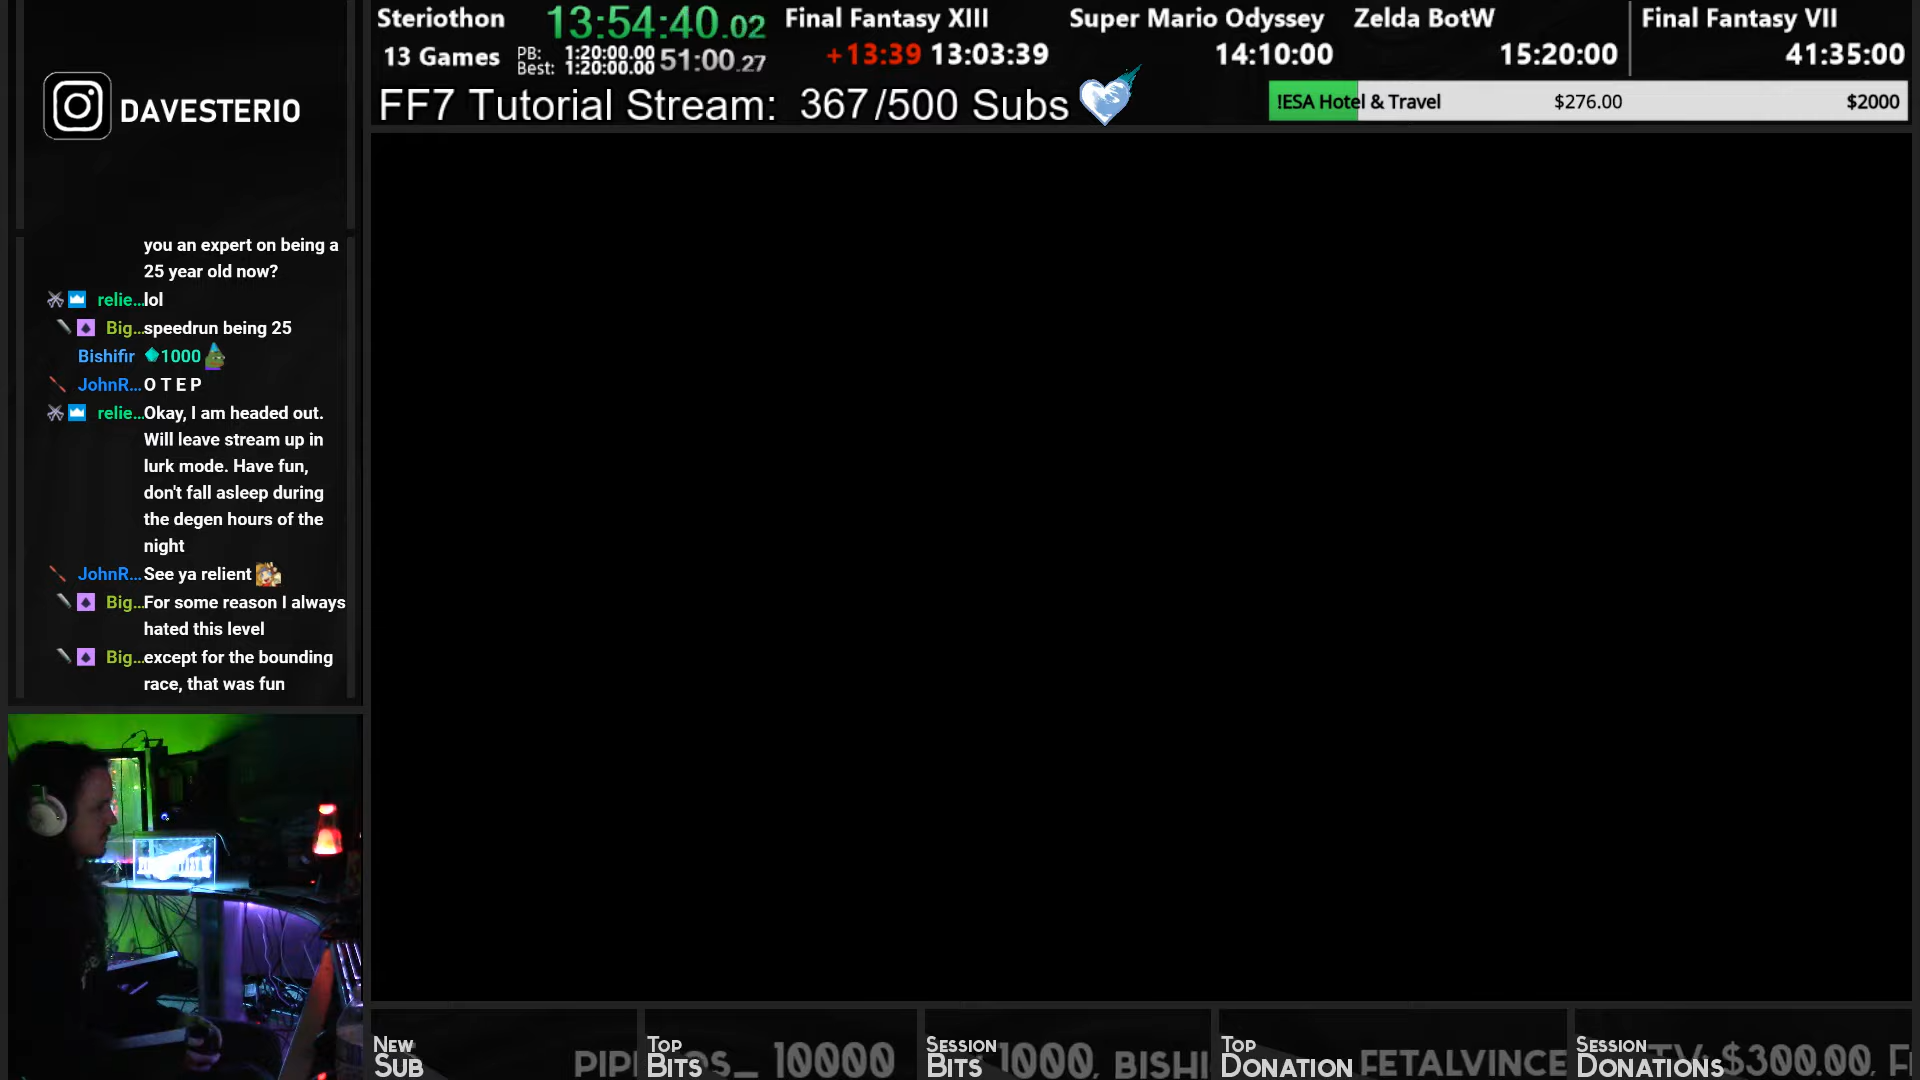 DAVESTERIO
Steriothon
13 Games
13:54:40.02
PB: 1:20:00.00
Best: 1:20:00.00
51:00.27
Final Fantasy XIII
+13:39 13:03:39
Super Mario Odyssey
14:10:00
Zelda BotW
15:20:00
Final Fantasy VII
41:35:00
FF7 Tutorial Stream: 367/500 Subs
!ESA Hotel & Travel $276.00 $2000
you an expert on being a
25 year old now?
relie...lol
Big...speedrun being 25
Bishifir 1000
JohnR...O T E P
relie...Okay, I am headed out.
Will leave stream up in
lurk mode. Have fun,
don't fall asleep during
the degen hours of the
night
JohnR...See ya relient
Big...For some reason I always
hated this level
Big...except for the bounding
race, that was fun
New
Sub
Top
Bits
S_ 10000
Session
Bits
1000, BISHI
Top
Donation
FETALVINCE
Session
Donations
$300.00, F